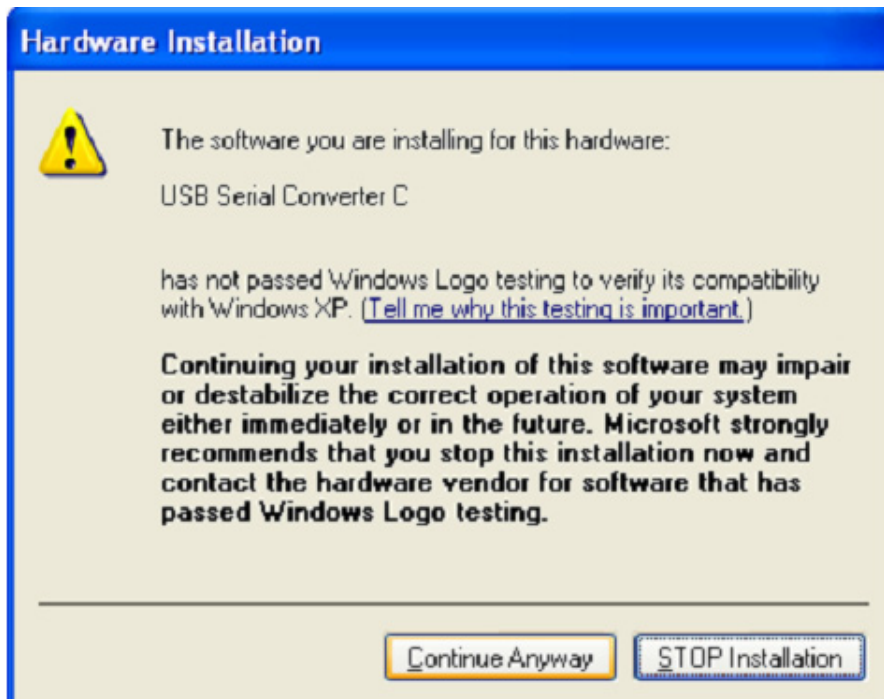 Hardware Installation
The software you are installing for this hardware:
USB Serial Converter C
has not passed Windows Logo testing to verify its compatibility
with Windows XP. (Tell me why this testing is important.)
Continuing your installation of this software may impair
or destabilize the correct operation of your system
either immediately or in the future. Microsoft strongly
recommends that you stop this installation now and
contact the hardware vendor for software that has
passed Windows Logo testing.
Continue Anyway
STOP Installation